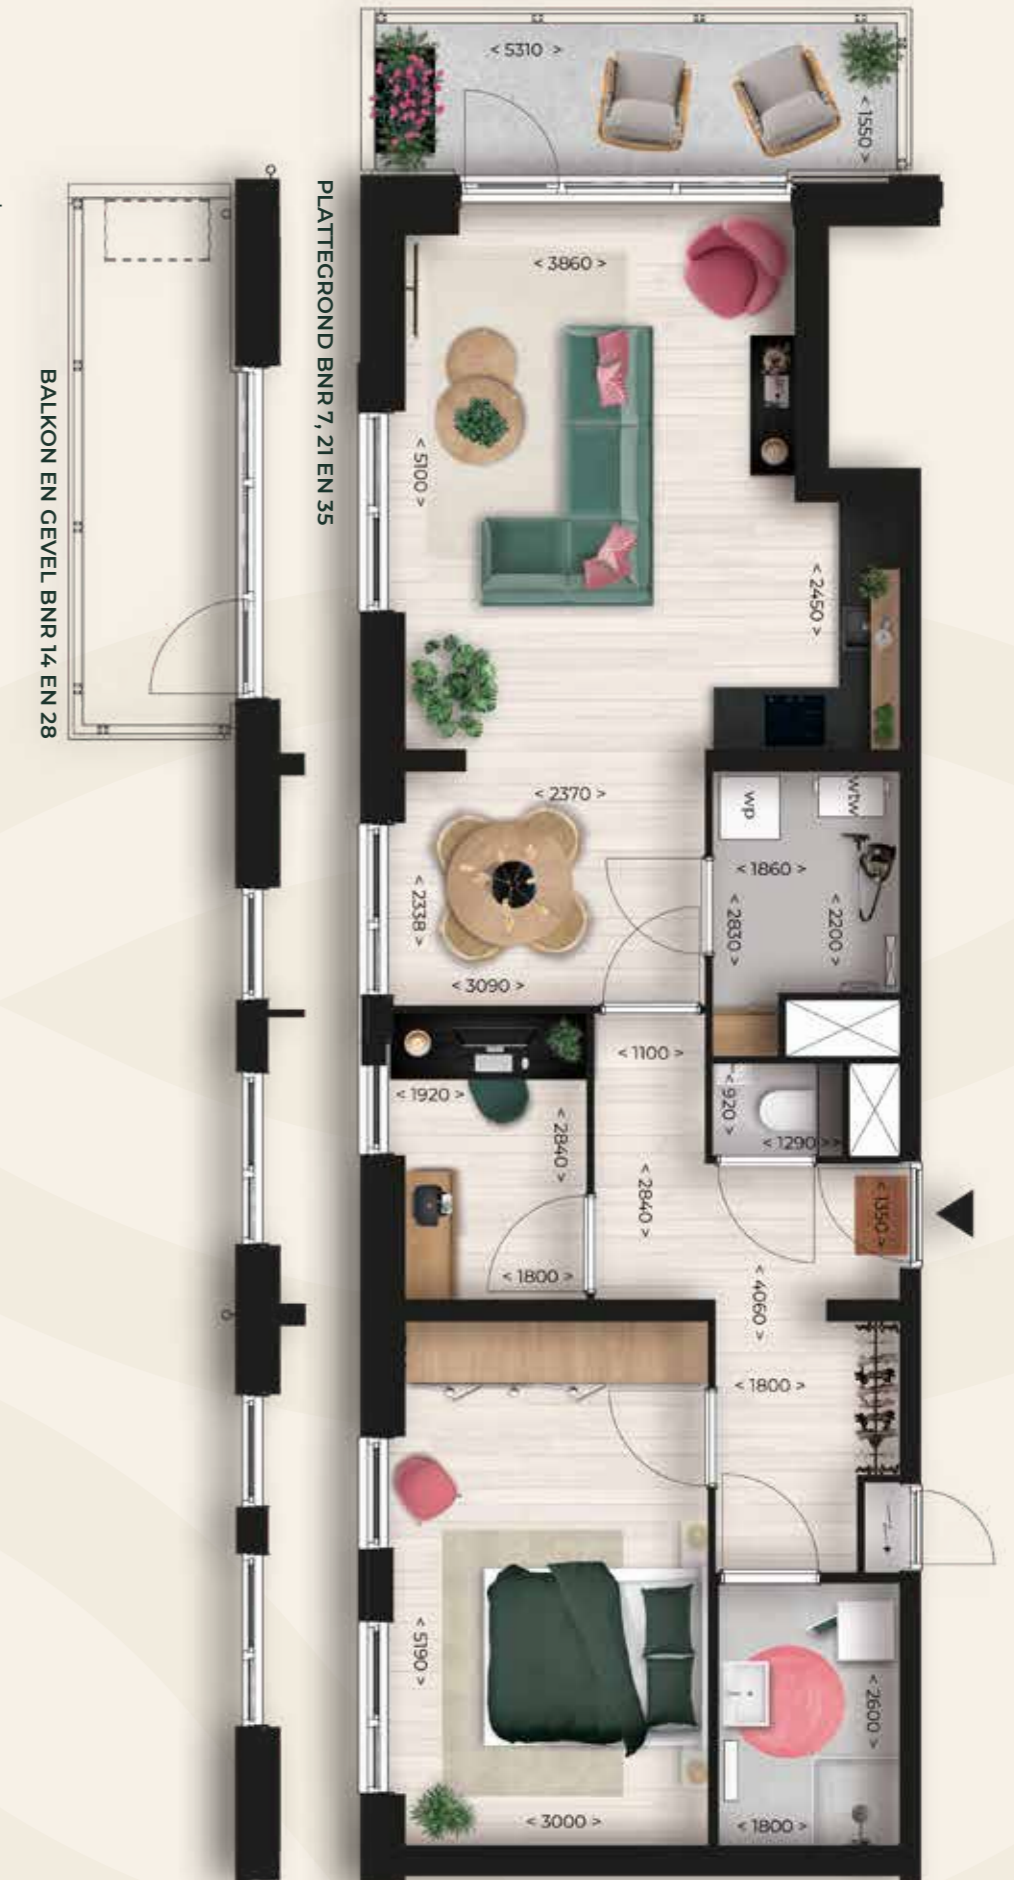 < 5310 >
< 1550 >
PLATTEGROND BNR 7, 21 EN 35
BALKON EN GEVEL BNR 14 EN 28
< 3860 >
< 5100 >
< 2450 >
< 2370 >
wp
wtw
< 1860 >
< 2338 >
< 2830 >
< 2200 >
< 3090 >
< 1100 >
< 1920 >
< 920 >
< 2840 >
< 1290 >
< 2840 >
< 1350 >
< 1800 >
< 4060 >
< 1800 >
< 5190 >
< 2600 >
< 3000 >
< 1800 >